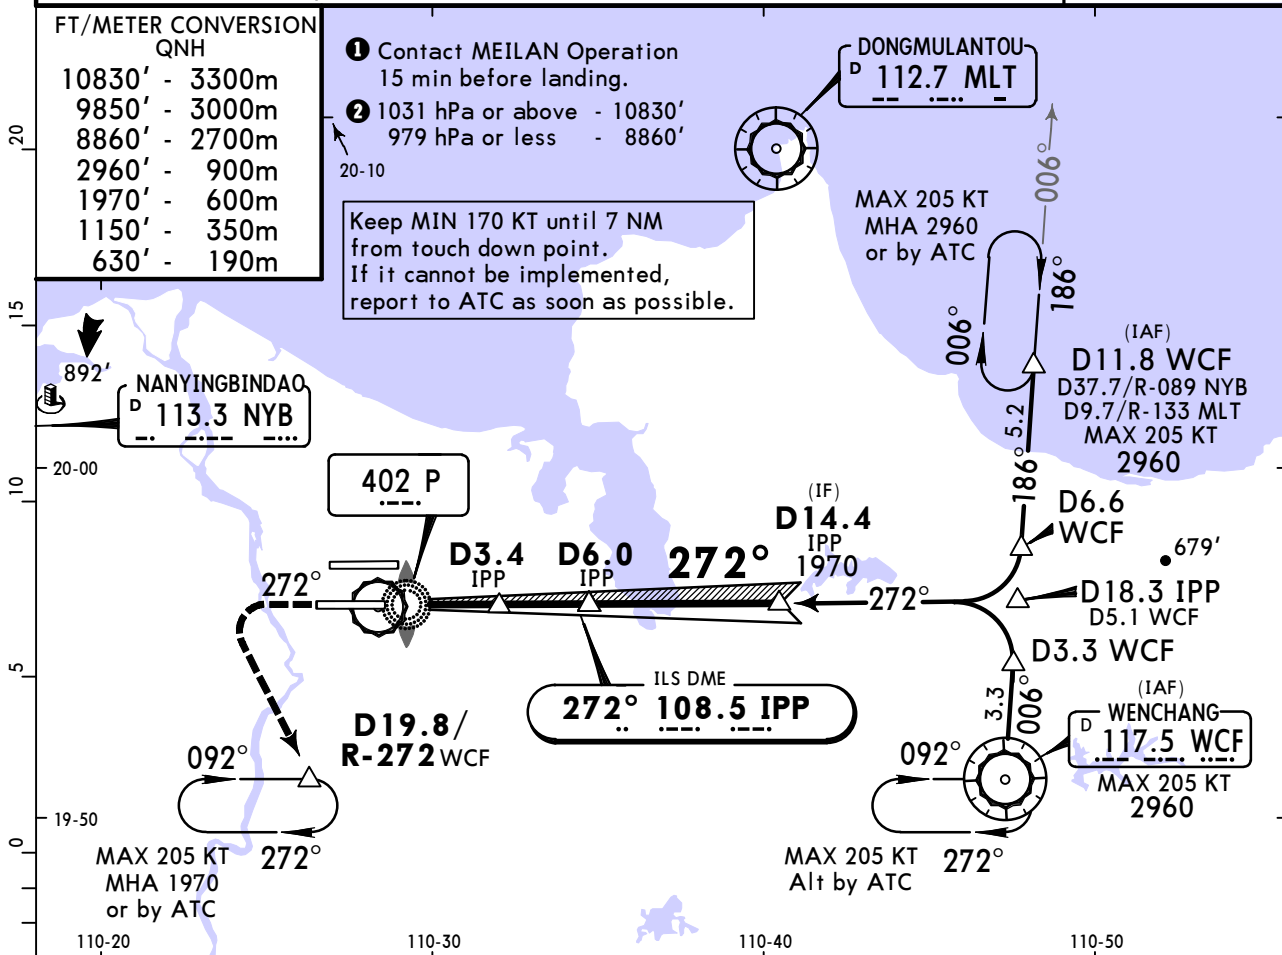 FT/METER CONVERSION
QNH
10830' - 3300m
9850' - 3000m
8860' - 2700m
2960' - 900m
1970' - 600m
1150' - 350m
630' - 190m
1 Contact MEILAN Operation
15 min before landing.
2 1031 hPa or above - 10830'
979 hPa or less - 8860'
20-10
Keep MIN 170 KT until 7 NM
from touch down point.
If it cannot be implemented,
report to ATC as soon as possible.
DONGMULANTOU
D 112.7 MLT
006°
MAX 205 KT
MHA 2960
or by ATC
186°
006°
(IAF)
D11.8 WCF
D37.7/R-089 NYB
D9.7/R-133 MLT
MAX 205 KT
2960
5.2
186°
892'
NANYINGBINDAO
D 113.3 NYB
402 P
D3.4
IPP
D6.0
IPP
272°
(IF)
D14.4
IPP
1970
D6.6
WCF
679'
272°
272°
D18.3 IPP
D5.1 WCF
D3.3 WCF
ILS DME
272° 108.5 IPP
3.3
006°
(IAF)
WENCHANG
D 117.5 WCF
MAX 205 KT
2960
D19.8/
R-272 WCF
092°
272°
MAX 205 KT
MHA 1970
or by ATC
092°
272°
MAX 205 KT
Alt by ATC
20
15
10
5
0
20-00
19-50
110-20
110-30
110-40
110-50